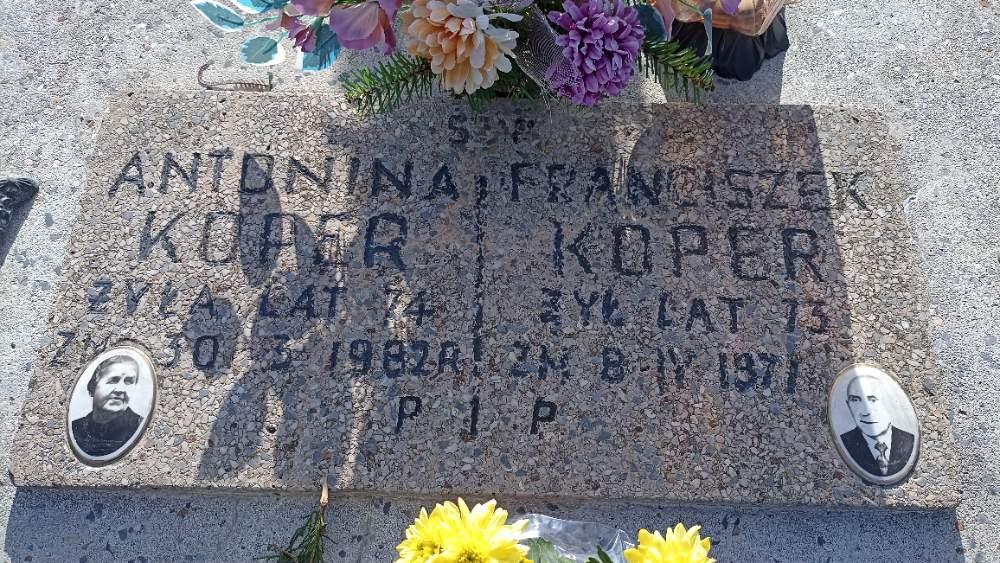 Ś P
ANTONINA FRANCISZEK
KOPER KOPER
ŻYŁA LAT 74 ŻYŁ LAT 73
ZM 30 3 1982R ZM 8 IV 1971
P I P